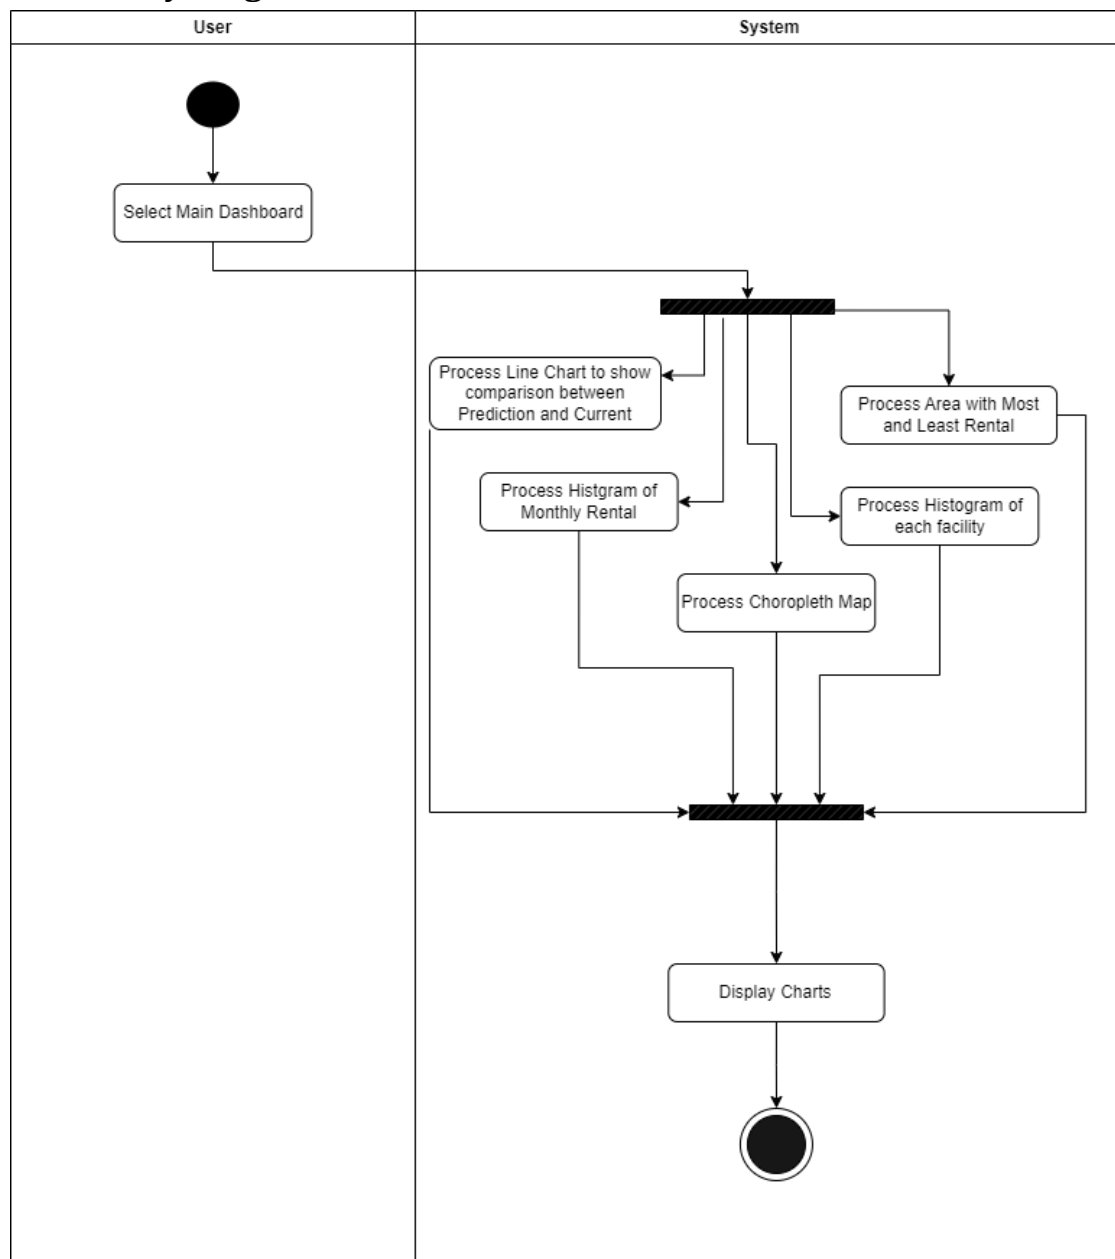 User
System
Select Main Dashboard
Process Line Chart to show
comparison between
Prediction and Current
Process Area with Most
and Least Rental
Process Histgram of
Monthly Rental
Process Histogram of
each facility
Process Choropleth Map
Display Charts